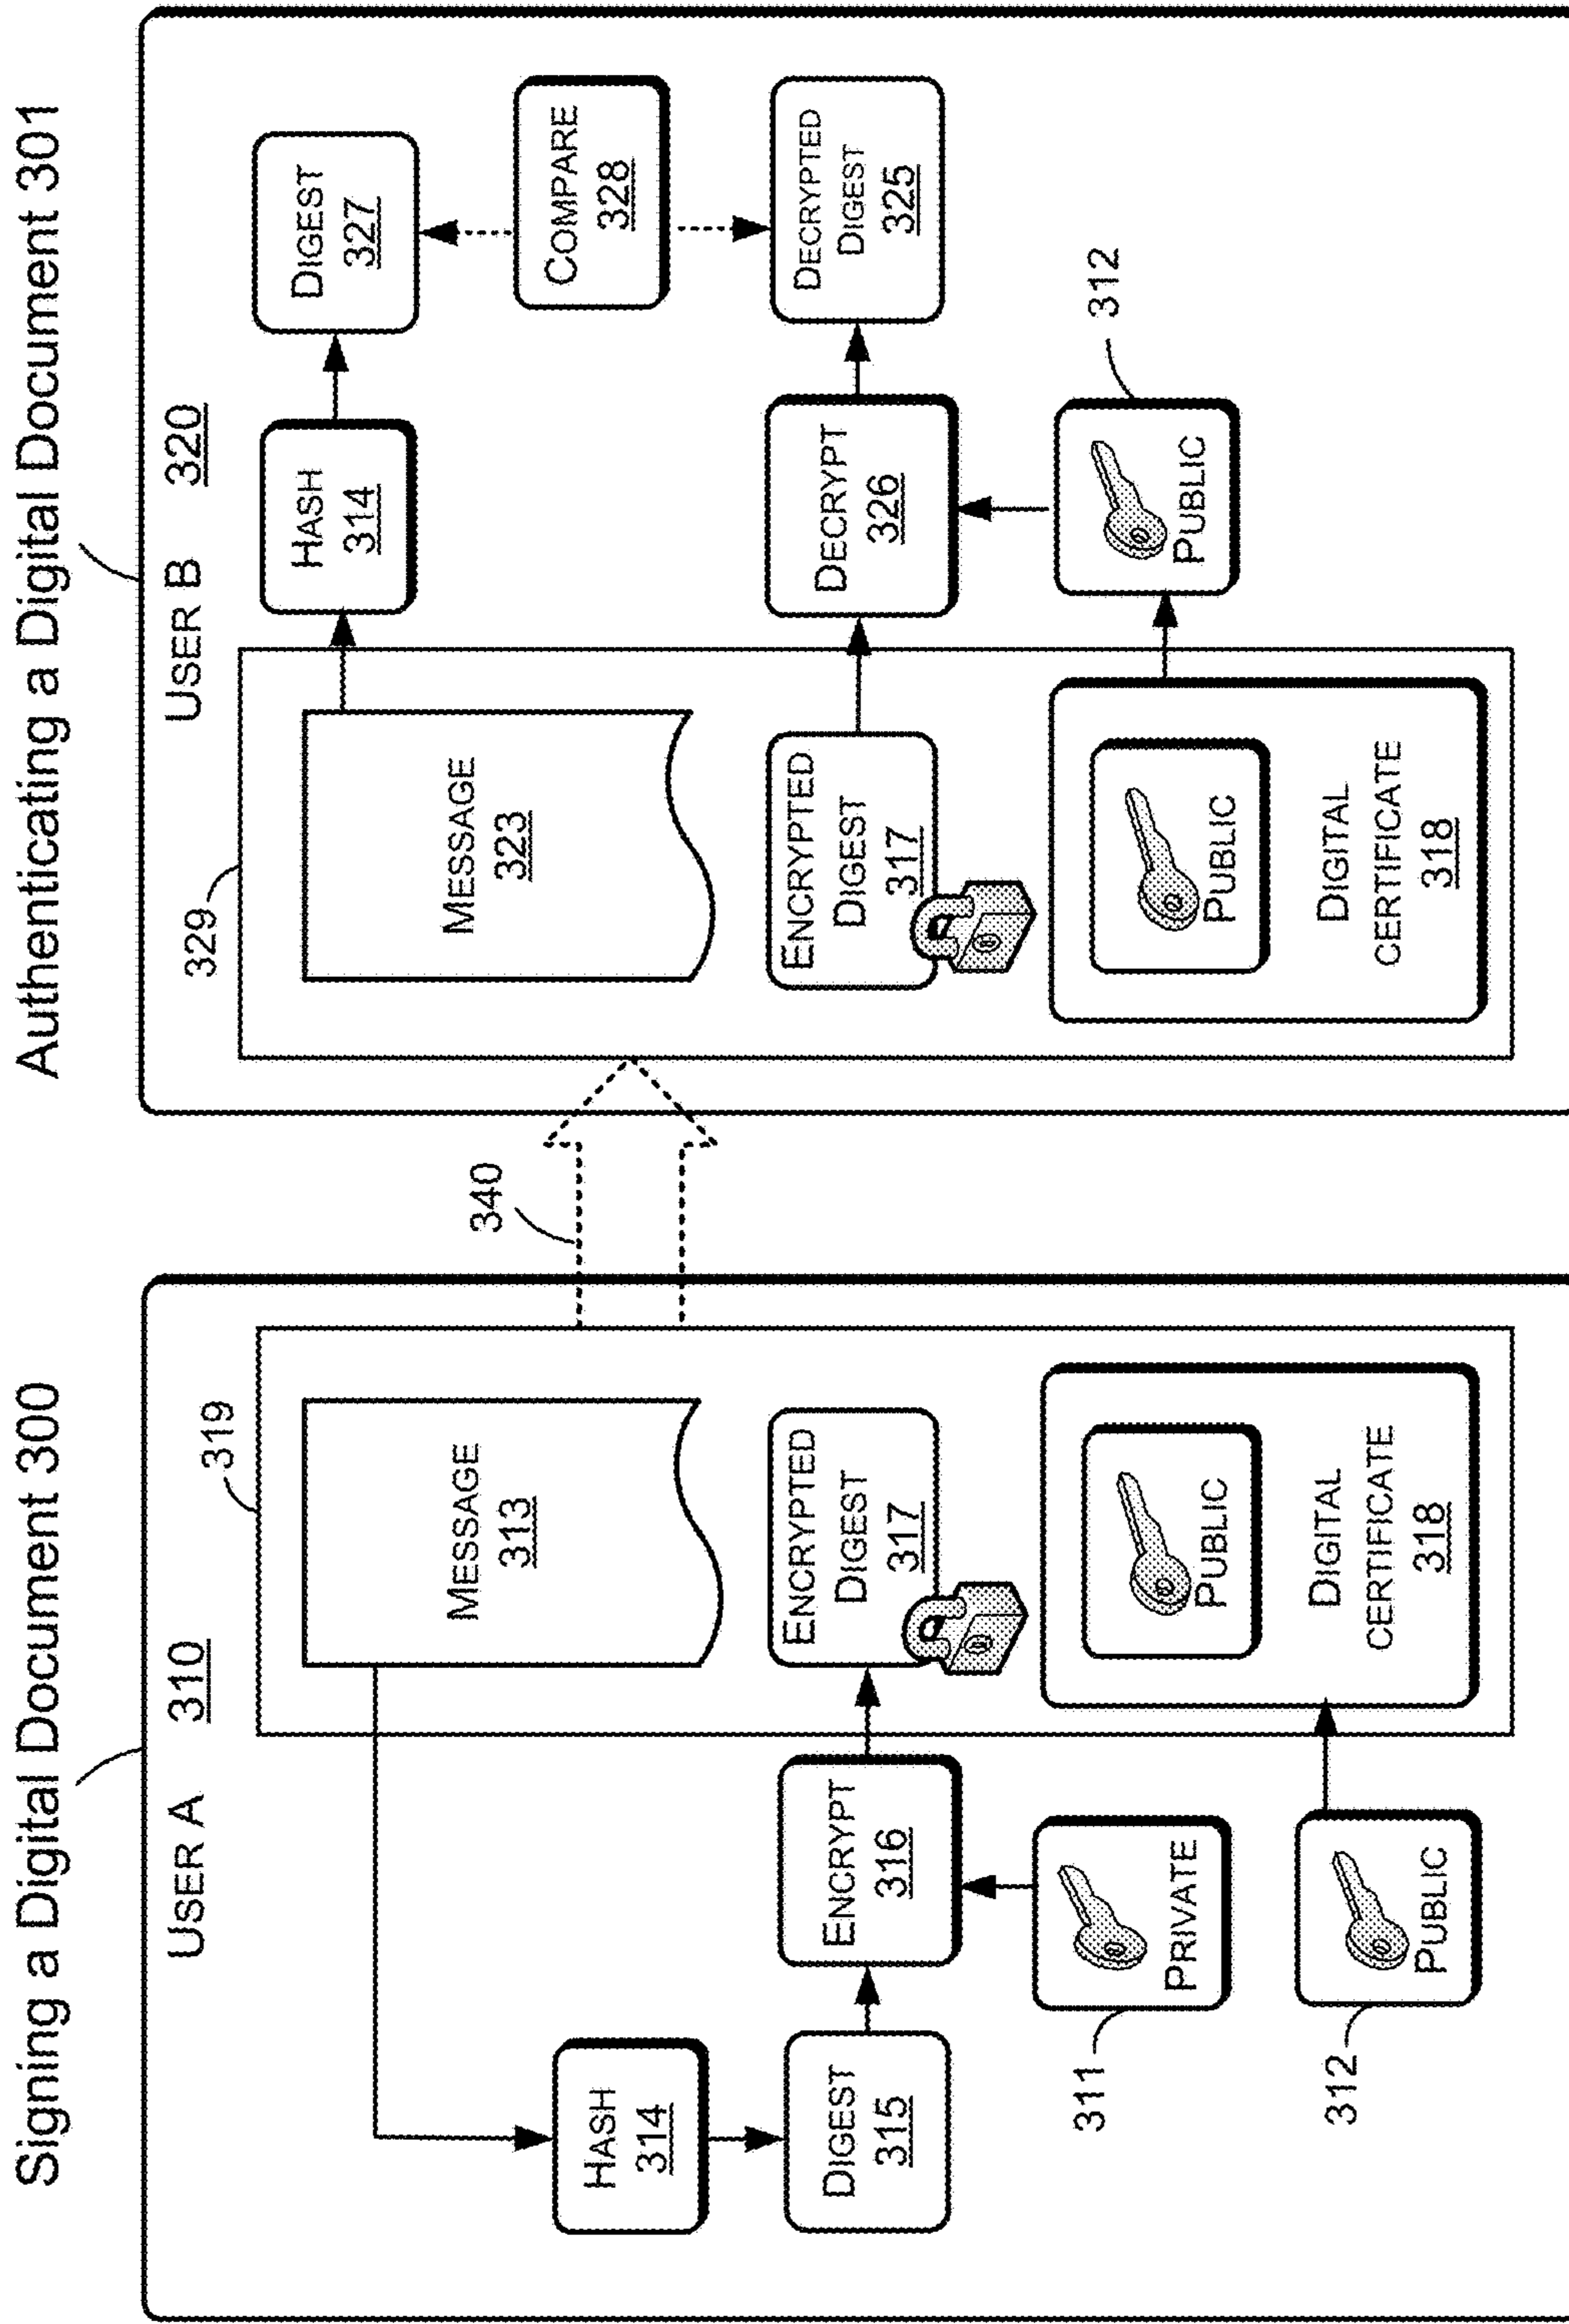 Signing a Digital Document 300
USER A 310
319
MESSAGE
313
HASH
314
DIGEST
315
ENCRYPT
316
ENCRYPTED
DIGEST
317
311
PRIVATE
312
PUBLIC
PUBLIC
DIGITAL
CERTIFICATE
318
340
Authenticating a Digital Document 301
USER B 320
329
MESSAGE
323
HASH
314
DIGEST
327
COMPARE
328
ENCRYPTED
DIGEST
317
DECRYPT
326
DECRYPTED
DIGEST
325
PUBLIC
DIGITAL
CERTIFICATE
318
PUBLIC
312